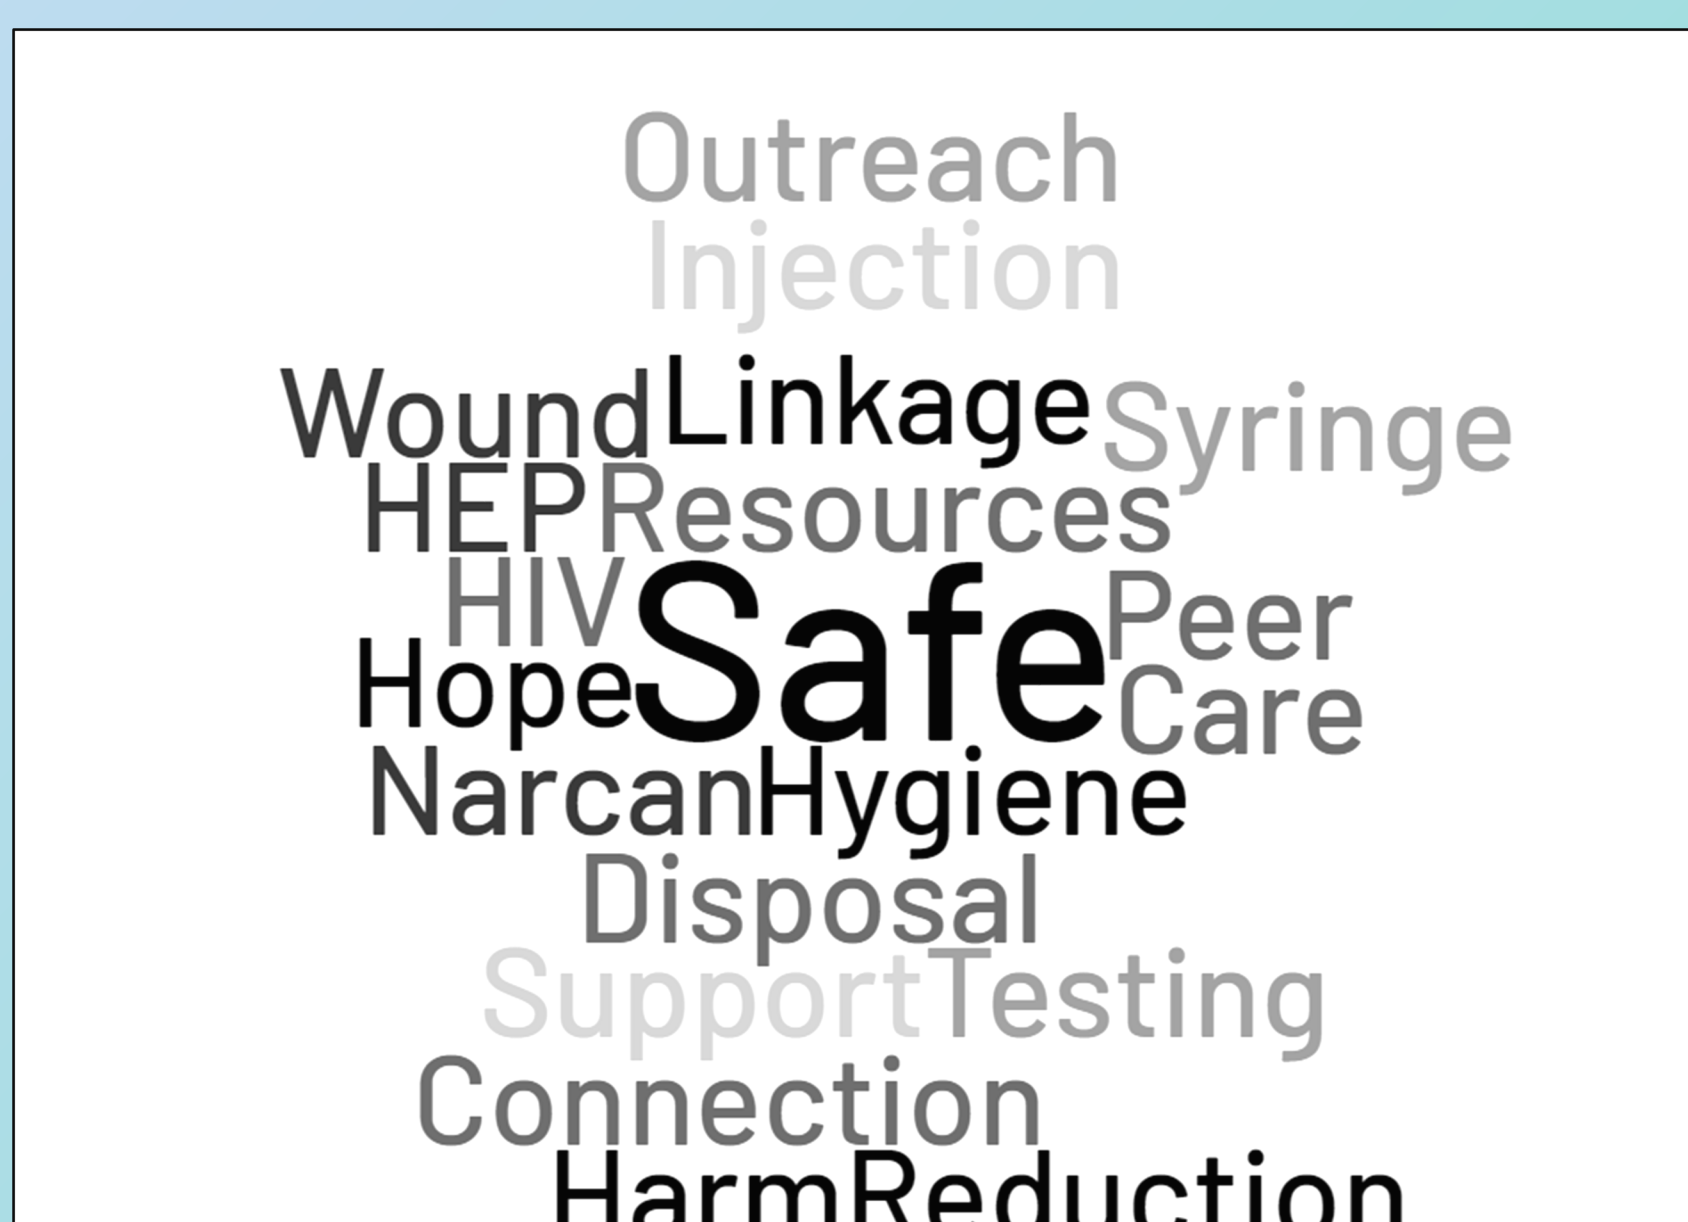 Outreach
Injection
Wound Linkage Syringe
HEP Resources
HIV Safe Peer
Hope Care
Narcan Hygiene
Disposal
Support Testing
Connection
HarmReduction